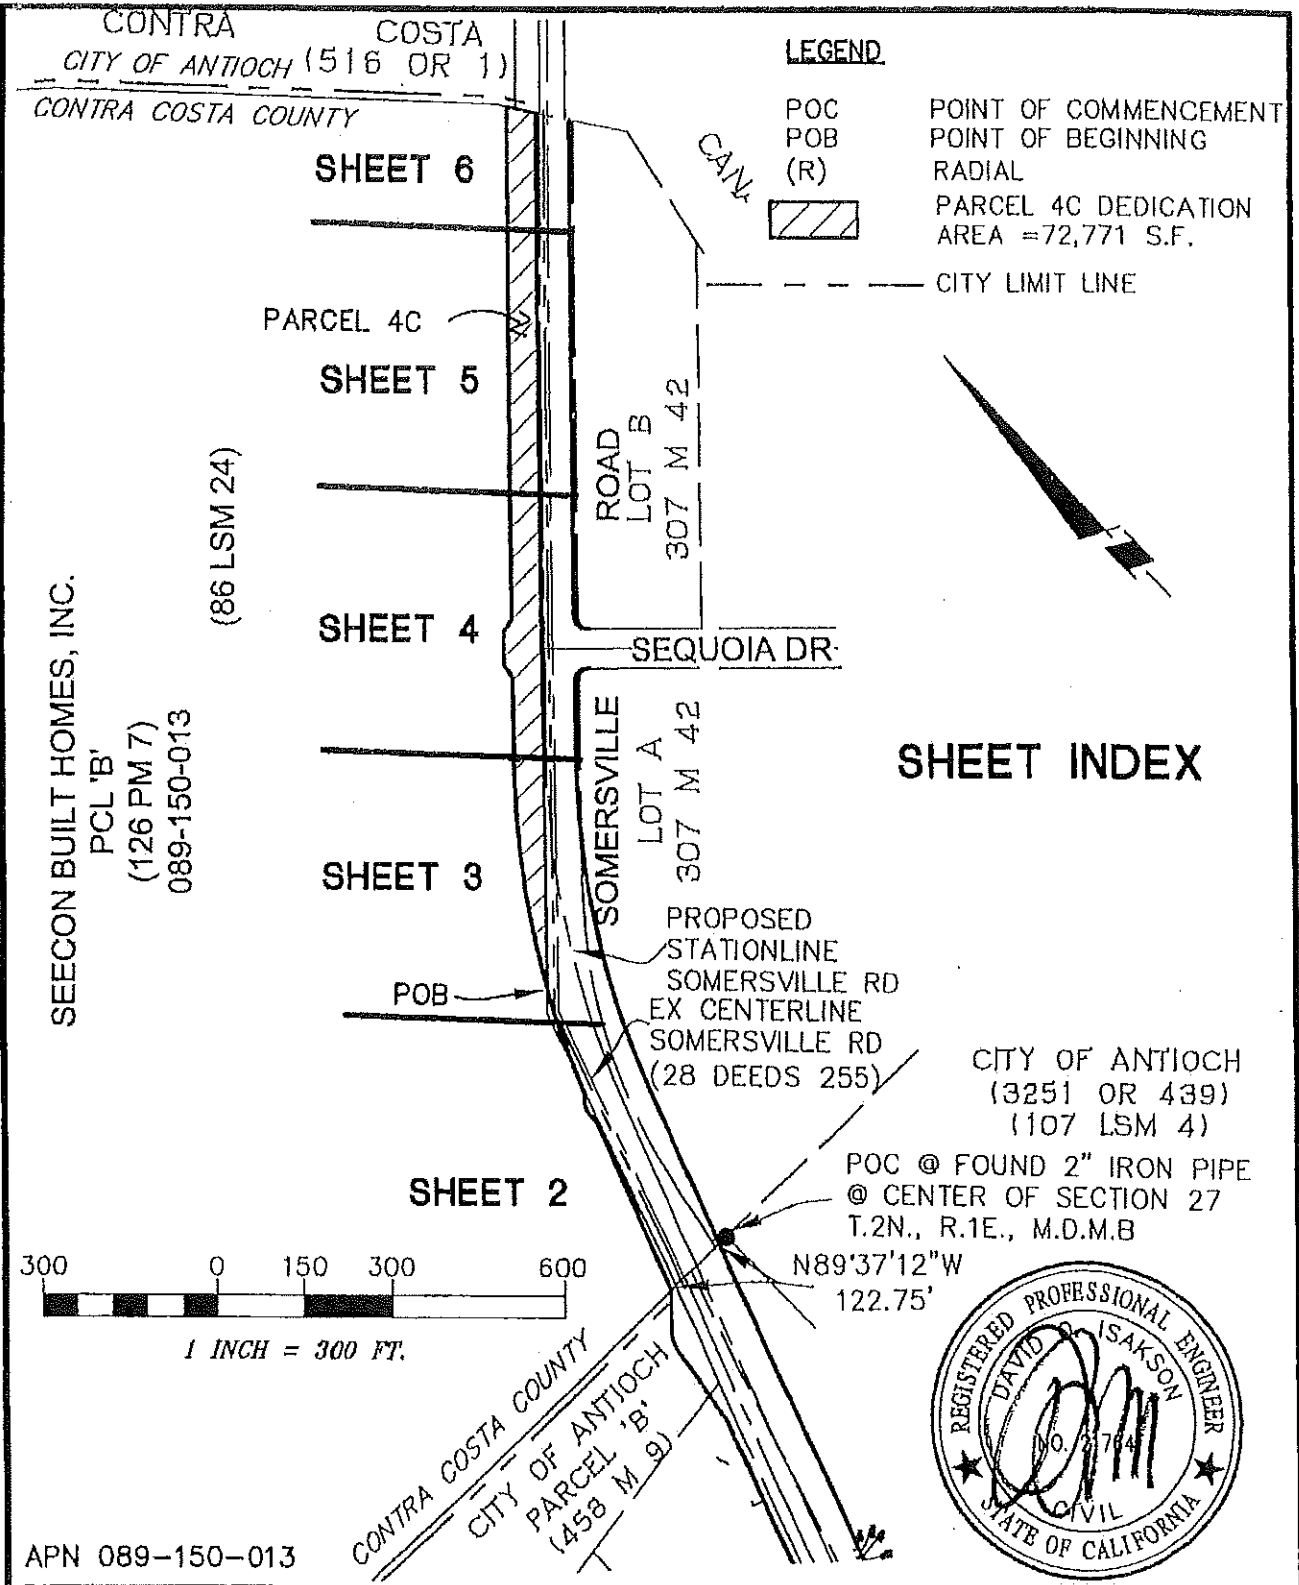 CONTRA COSTA
CITY OF ANTIOCH (516 OR 1)
CONTRA COSTA COUNTY
LEGEND
POC POINT OF COMMENCEMENT
POB POINT OF BEGINNING
(R) RADIAL
PARCEL 4C DEDICATION
AREA =72,771 S.F.
CITY LIMIT LINE
SHEET 6
PARCEL 4C
SHEET 5
ROAD
LOT B
307 M 42
(86 LSM 24)
SHEET 4
SEQUOIA DR
SEECON BUILT HOMES, INC.
PCL 'B'
(126 PM 7)
089-150-013
SOMERSVILLE
LOT A
307 M 42
SHEET INDEX
SHEET 3
PROPOSED
STATIONLINE
SOMERSVILLE RD
POB
EX CENTERLINE
SOMERSVILLE RD
(28 DEEDS 255)
CITY OF ANTIOCH
(3251 OR 439)
(107 LSM 4)
POC @ FOUND 2" IRON PIPE
@ CENTER OF SECTION 27
T.2N., R.1E., M.D.M.B
SHEET 2
N89°37'12"W
122.75'
300 0 150 300 600
1 INCH = 300 FT.
CONTRA COSTA COUNTY
CITY OF ANTIOCH
PARCEL 'B'
(458 M 9)
REGISTERED PROFESSIONAL ENGINEER
DAVID ISAKSON
NO.
CIVIL
STATE OF CALIFORNIA
APN 089-150-013